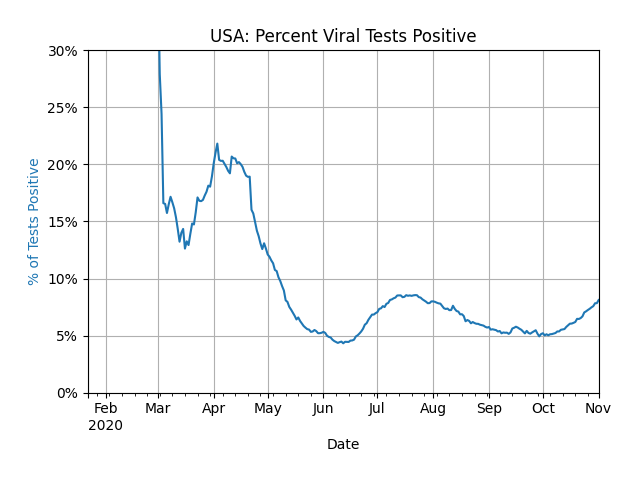 USA: Percent Viral Tests Positive
30%
25%
20%
15%
10%
5%
0%
% of Tests Positive
Feb Mar Apr May Jun Jul Aug Sep Oct Nov
2020
Date